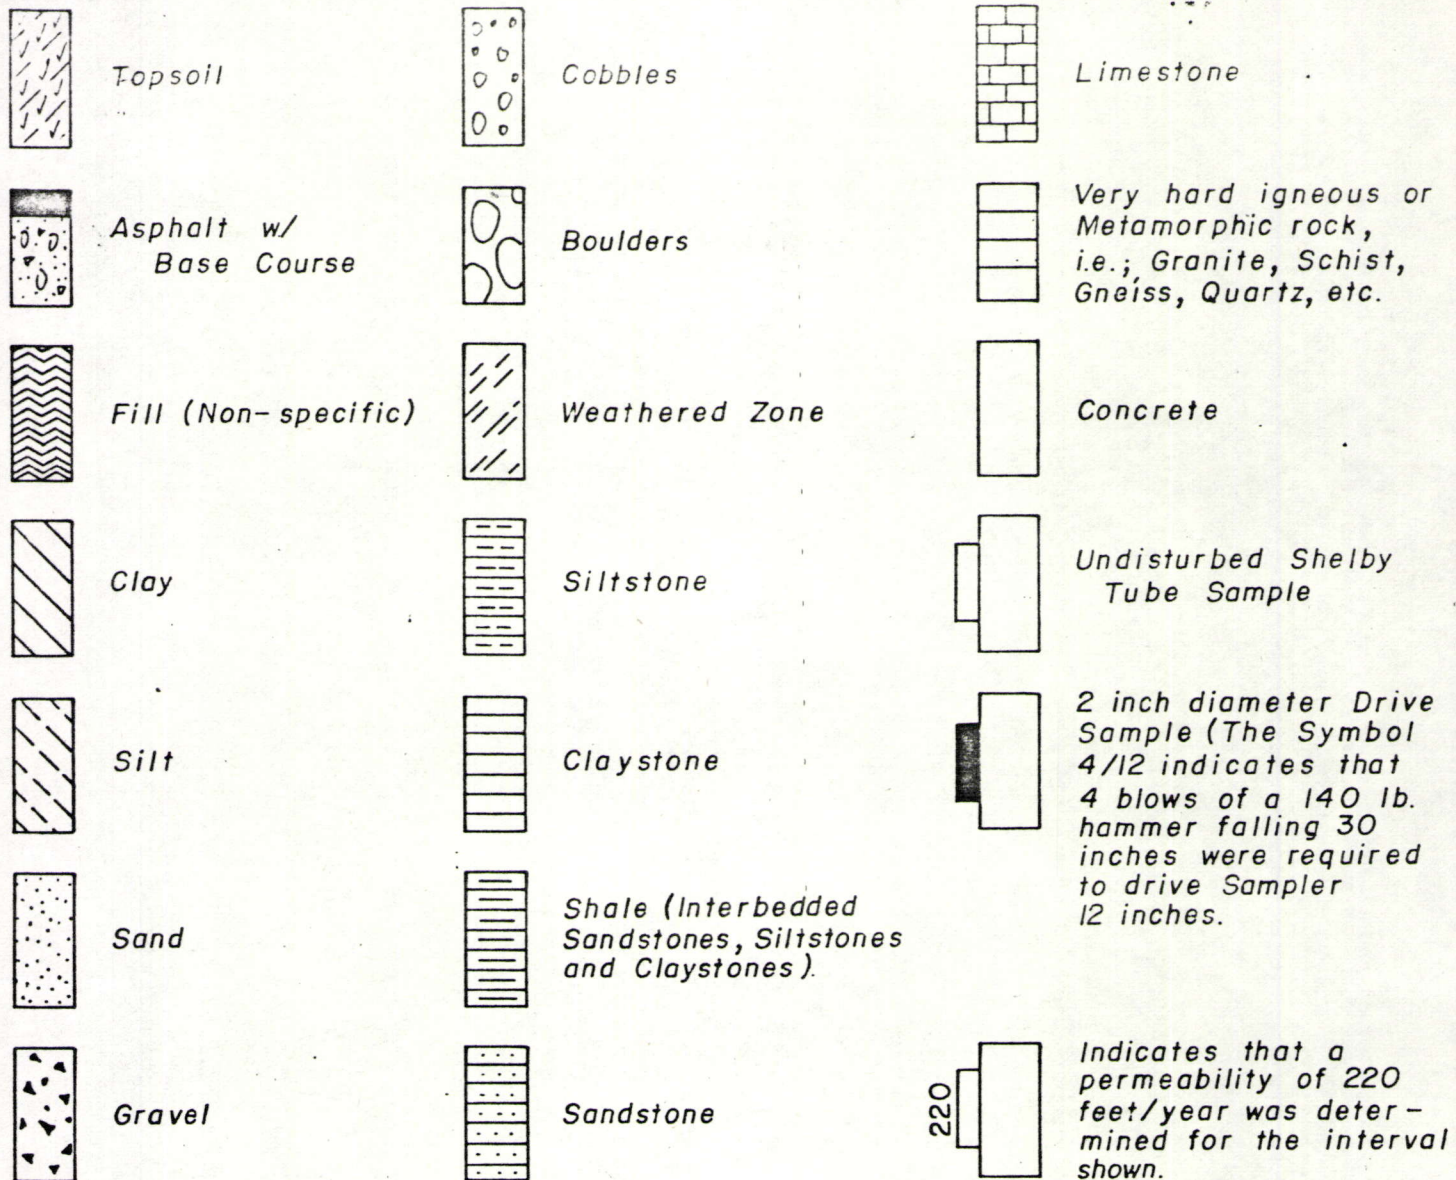 Topsoil
Asphalt w/
Base Course
Fill (Non-specific)
Clay
Silt
Sand
Gravel
Cobbles
Boulders
Weathered Zone
Siltstone
Claystone
Shale (Interbedded
Sandstones, Siltstones
and Claystones).
Sandstone
Limestone
Very hard igneous or
Metamorphic rock,
i.e.; Granite, Schist,
Gneiss, Quartz, etc.
Concrete
Undisturbed Shelby
Tube Sample
2 inch diameter Drive
Sample (The Symbol
4/12 indicates that
4 blows of a 140 lb.
hammer falling 30
inches were required
to drive Sampler
12 inches.
220
Indicates that a
permeability of 220
feet/year was deter-
mined for the interval
shown.